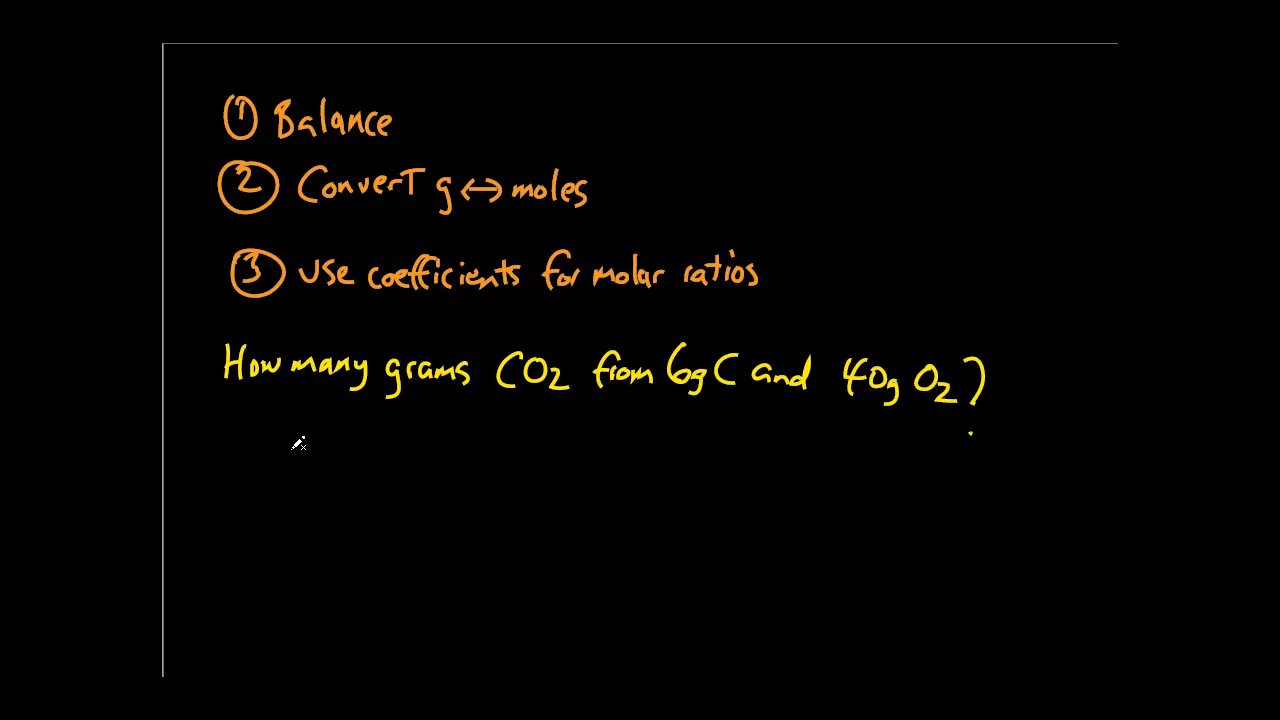 ① Balance
② Convert g ↔ moles
③ Use coefficients for molar ratios
How many grams CO₂ from 6g C and 40g O₂?